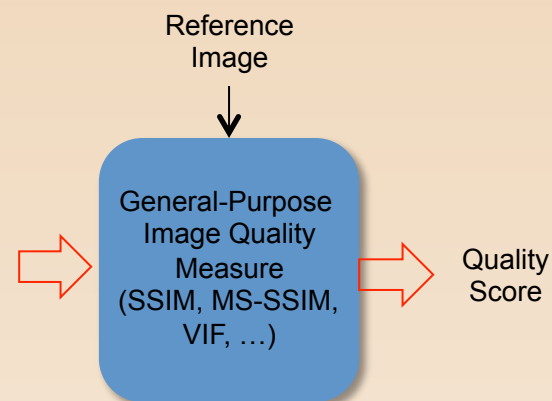 Reference
Image
General-Purpose
Image Quality
Measure
(SSIM, MS-SSIM,
VIF, …)
Quality
Score